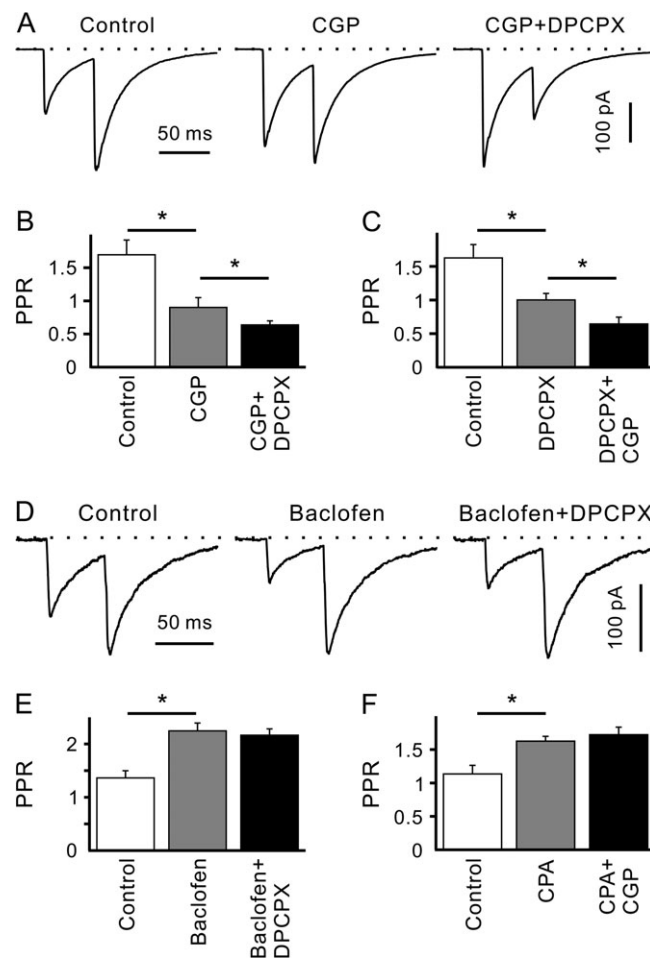 A
Control
CGP
CGP+DPCPX
50 ms
100 pA
B
*
*
PPR
1.5
1
0.5
0
Control
CGP
CGP+
DPCPX
C
*
*
PPR
1.5
1
0.5
0
Control
DPCPX
DPCPX+
CGP
D
Control
Baclofen
Baclofen+DPCPX
50 ms
100 pA
E
*
PPR
2
1
0
Control
Baclofen
Baclofen+
DPCPX
F
*
PPR
1.5
1
0.5
0
Control
CPA
CPA+
CGP